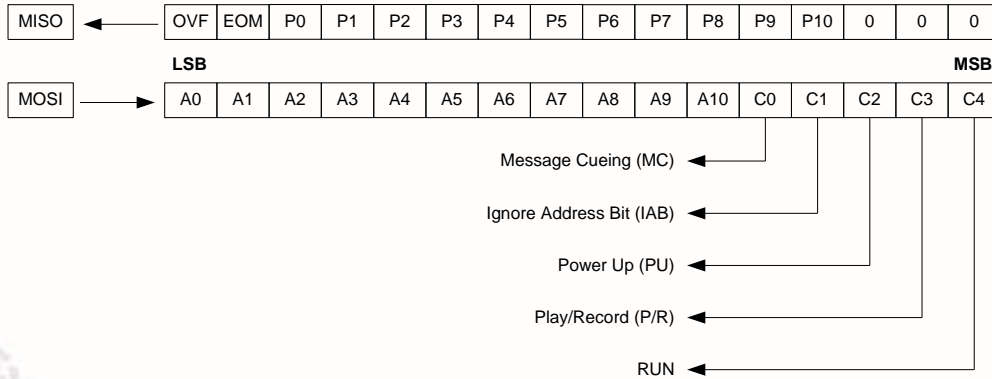 MISO OVF EOM P0 P1 P2 P3 P4 P5 P6 P7 P8 P9 P10 0 0 0
LSB MSB
MOSI A0 A1 A2 A3 A4 A5 A6 A7 A8 A9 A10 C0 C1 C2 C3 C4
Message Cueing (MC)
Ignore Address Bit (IAB)
Power Up (PU)
Play/Record (P/R)
RUN